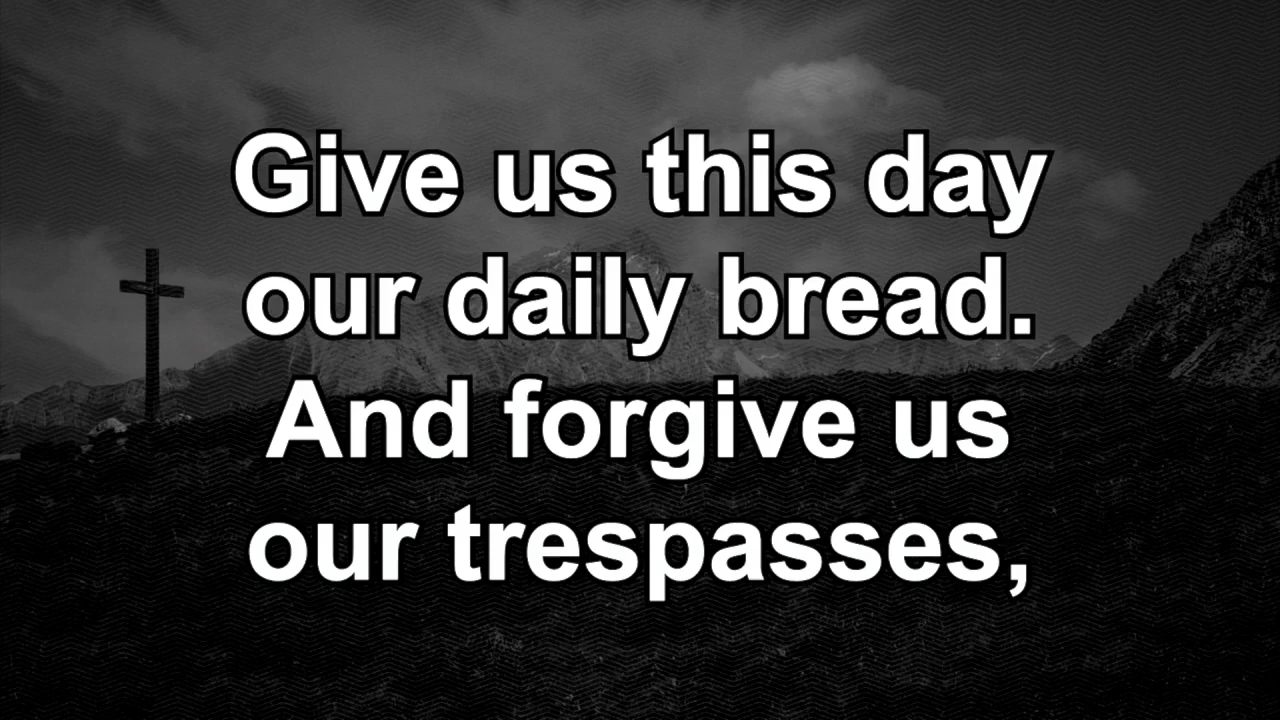 Give us this day
our daily bread.
And forgive us
our trespasses,